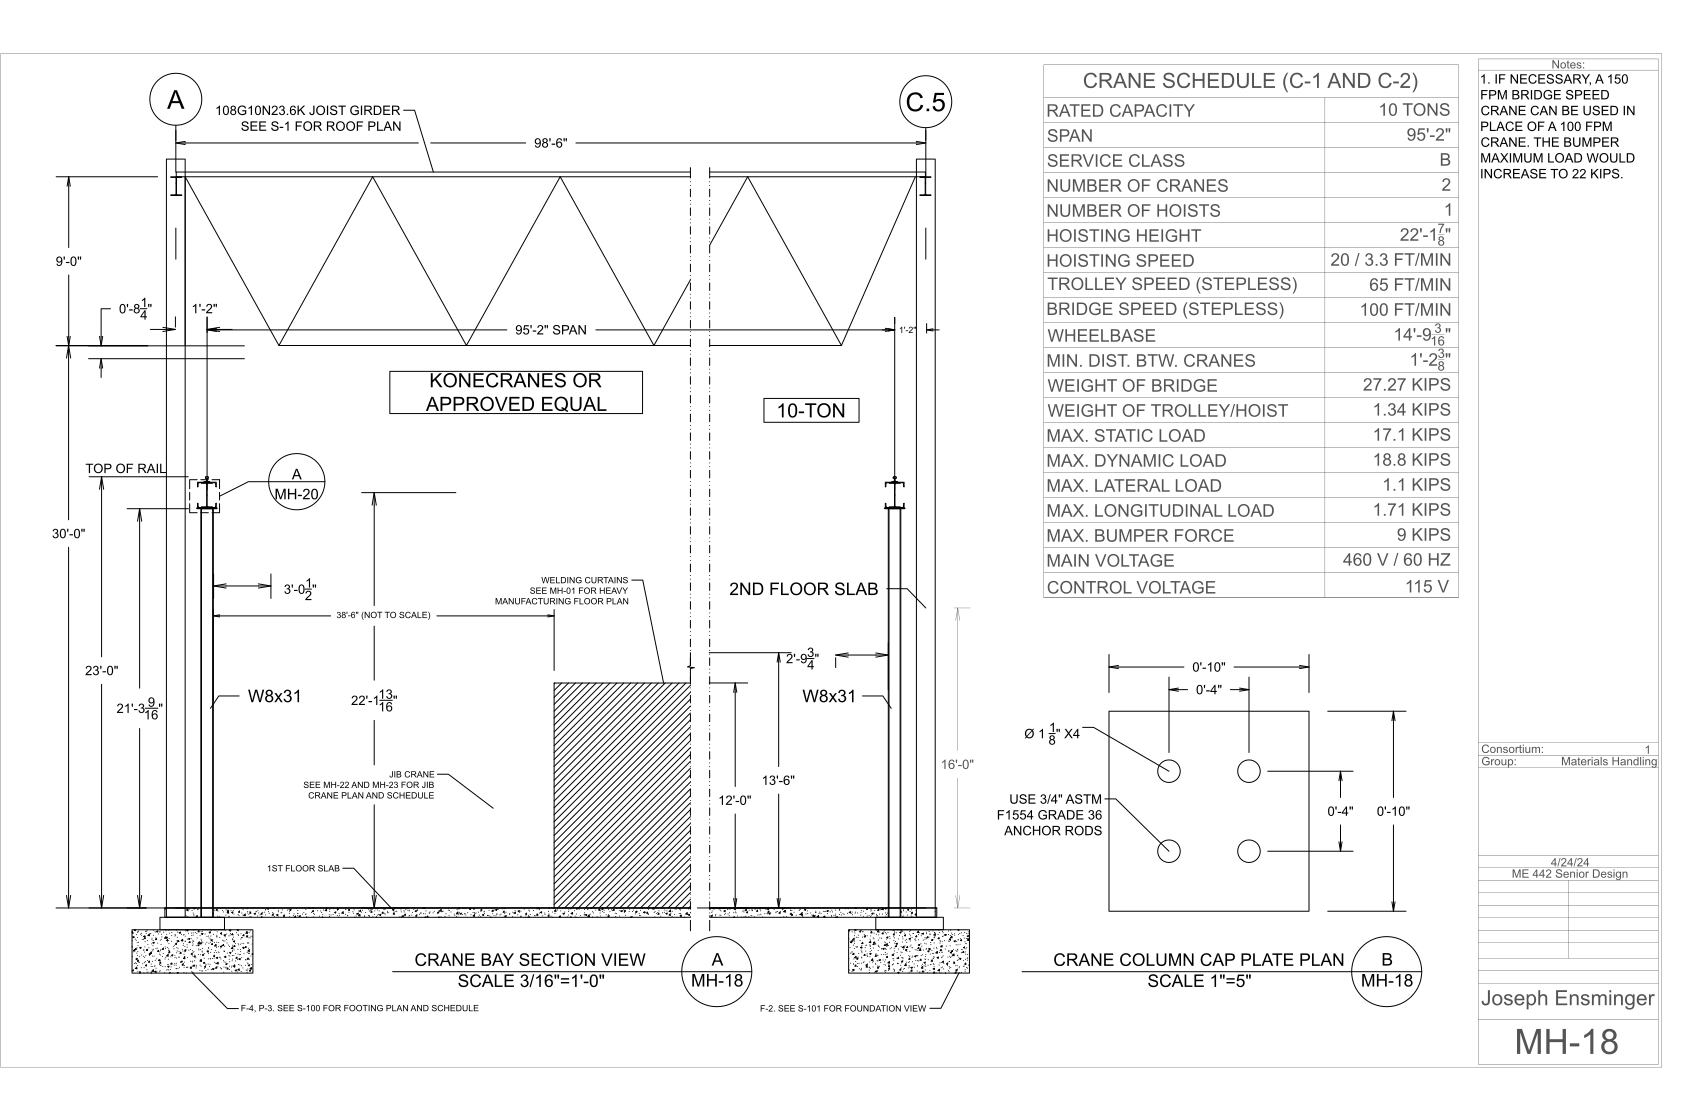 A
C.5
108G10N23.6K JOIST GIRDER
SEE S-1 FOR ROOF PLAN
98'-6"
9'-0"
0'-8 1/4"
1'-2"
95'-2" SPAN
1'-2"
KONECRANES OR
APPROVED EQUAL
10-TON
TOP OF RAIL
A
MH-20
30'-0"
3'-0 1/2"
WELDING CURTAINS
SEE MH-01 FOR HEAVY
MANUFACTURING FLOOR PLAN
2ND FLOOR SLAB
38'-6" (NOT TO SCALE)
23'-0"
2'-9 3/4"
21'-3 9/16"
W8x31
22'-1 13/16"
W8x31
16'-0"
JIB CRANE
SEE MH-22 AND MH-23 FOR JIB
CRANE PLAN AND SCHEDULE
13'-6"
12'-0"
1ST FLOOR SLAB
CRANE BAY SECTION VIEW
SCALE 3/16"=1'-0"
A
MH-18
F-4, P-3. SEE S-100 FOR FOOTING PLAN AND SCHEDULE
F-2. SEE S-101 FOR FOUNDATION VIEW
CRANE SCHEDULE (C-1 AND C-2)
RATED CAPACITY 10 TONS
SPAN 95'-2"
SERVICE CLASS B
NUMBER OF CRANES 2
NUMBER OF HOISTS 1
HOISTING HEIGHT 22'-1 7/8"
HOISTING SPEED 20 / 3.3 FT/MIN
TROLLEY SPEED (STEPLESS) 65 FT/MIN
BRIDGE SPEED (STEPLESS) 100 FT/MIN
WHEELBASE 14'-9 3/16"
MIN. DIST. BTW. CRANES 1'-2 3/8"
WEIGHT OF BRIDGE 27.27 KIPS
WEIGHT OF TROLLEY/HOIST 1.34 KIPS
MAX. STATIC LOAD 17.1 KIPS
MAX. DYNAMIC LOAD 18.8 KIPS
MAX. LATERAL LOAD 1.1 KIPS
MAX. LONGITUDINAL LOAD 1.71 KIPS
MAX. BUMPER FORCE 9 KIPS
MAIN VOLTAGE 460 V / 60 HZ
CONTROL VOLTAGE 115 V
0'-10"
0'-4"
Ø 1 1/8" X4
USE 3/4" ASTM
F1554 GRADE 36
ANCHOR RODS
0'-4"
0'-10"
CRANE COLUMN CAP PLATE PLAN
SCALE 1"=5"
B
MH-18
Notes:
1. IF NECESSARY, A 150
FPM BRIDGE SPEED
CRANE CAN BE USED IN
PLACE OF A 100 FPM
CRANE. THE BUMPER
MAXIMUM LOAD WOULD
INCREASE TO 22 KIPS.
Consortium: 1
Group: Materials Handling
4/24/24
ME 442 Senior Design
Joseph Ensminger
MH-18